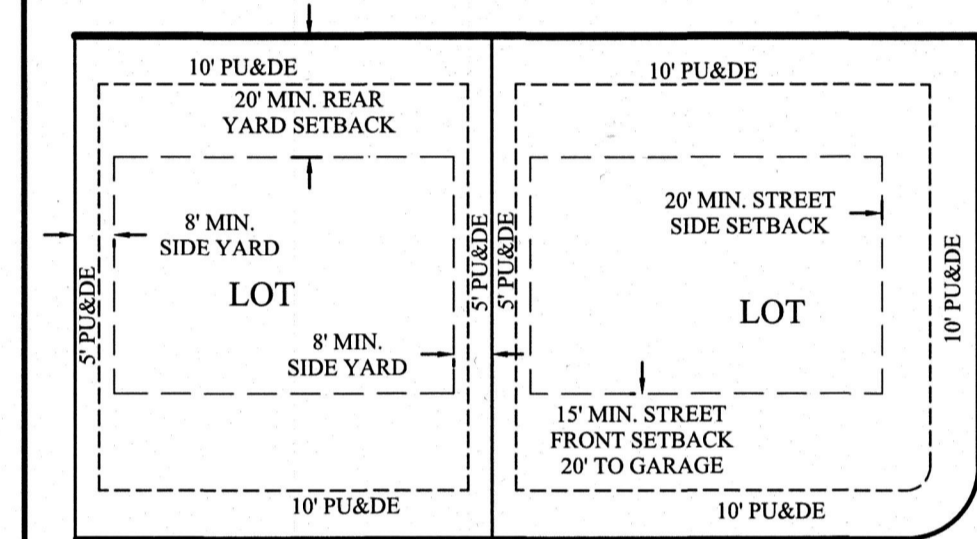 10' PU&DE
10' PU&DE
20' MIN. REAR
YARD SETBACK
8' MIN.
SIDE YARD
20' MIN. STREET
SIDE SETBACK
5' PU&DE
5' PU&DE
5' PU&DE
10' PU&DE
LOT
LOT
8' MIN.
SIDE YARD
15' MIN. STREET
FRONT SETBACK
20' TO GARAGE
10' PU&DE
10' PU&DE